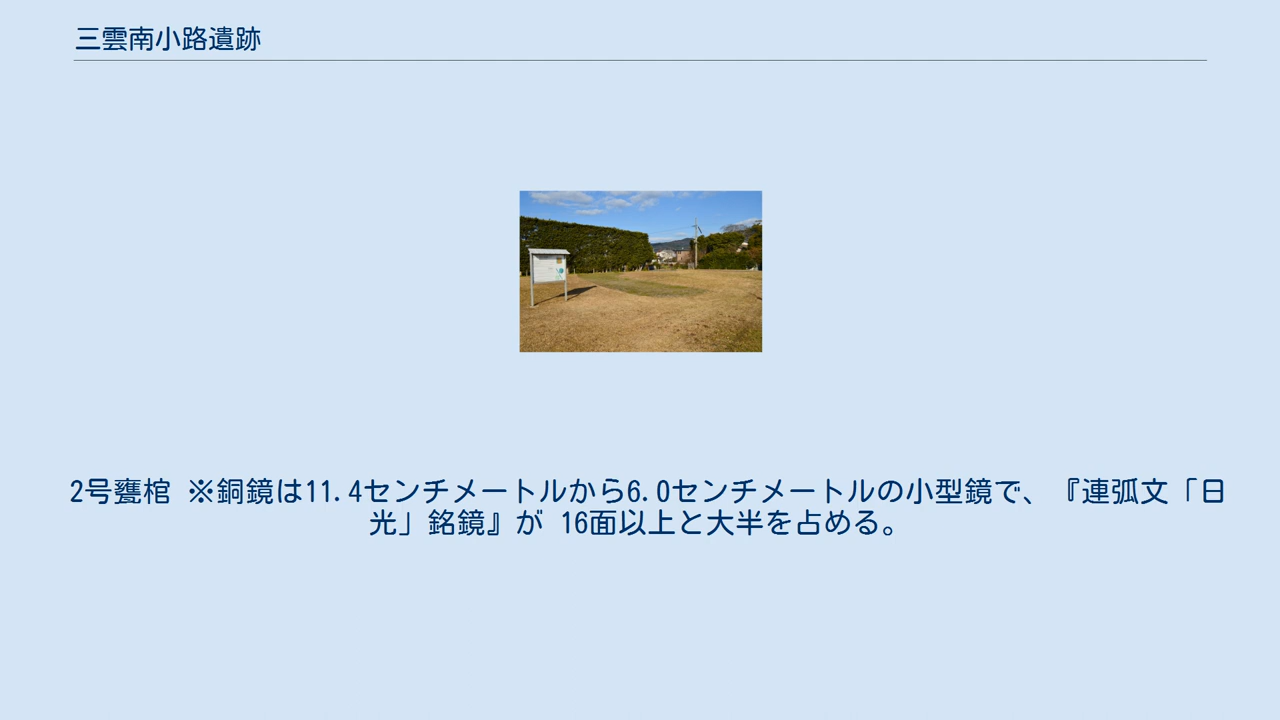 三雲南小路遺跡
2号甕棺 ※銅鏡は11.4センチメートルから6.0センチメートルの小型鏡で、『連弧文「日
光」銘鏡』が 16面以上と大半を占める。